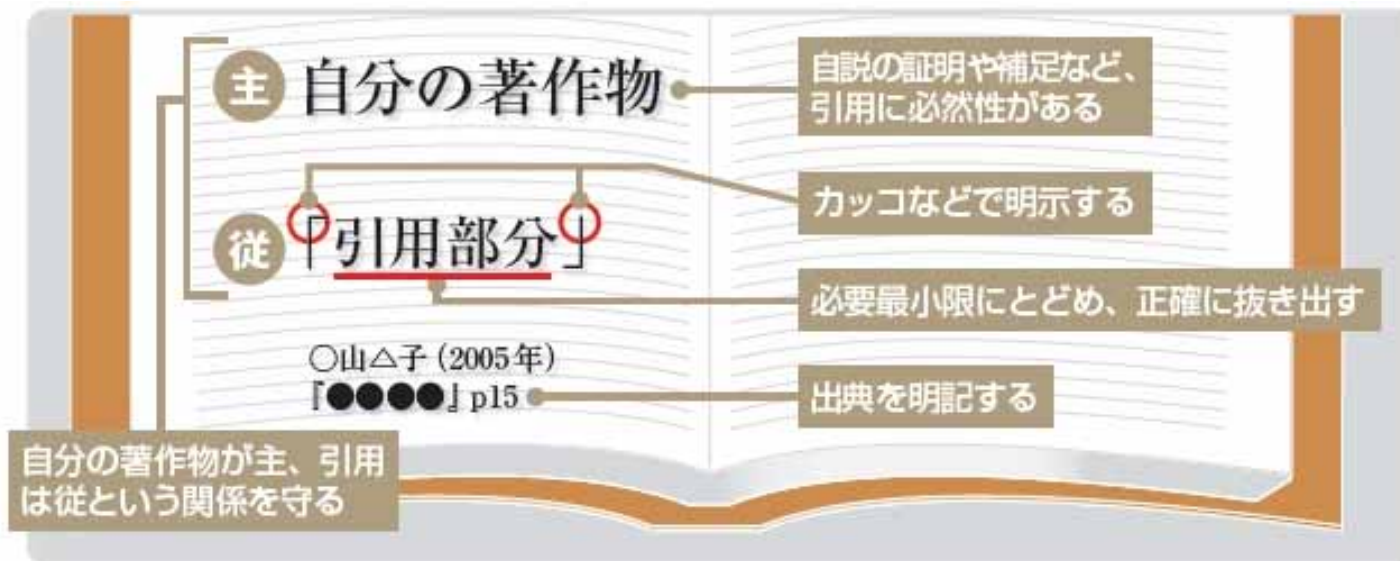 主 自分の著作物
自説の証明や補足など、
引用に必然性がある
カッコなどで明示する
従 「引用部分」
必要最小限にとどめ、正確に抜き出す
○山△子（2005年）
『●●●●』p15
出典を明記する
自分の著作物が主、引用
は従という関係を守る